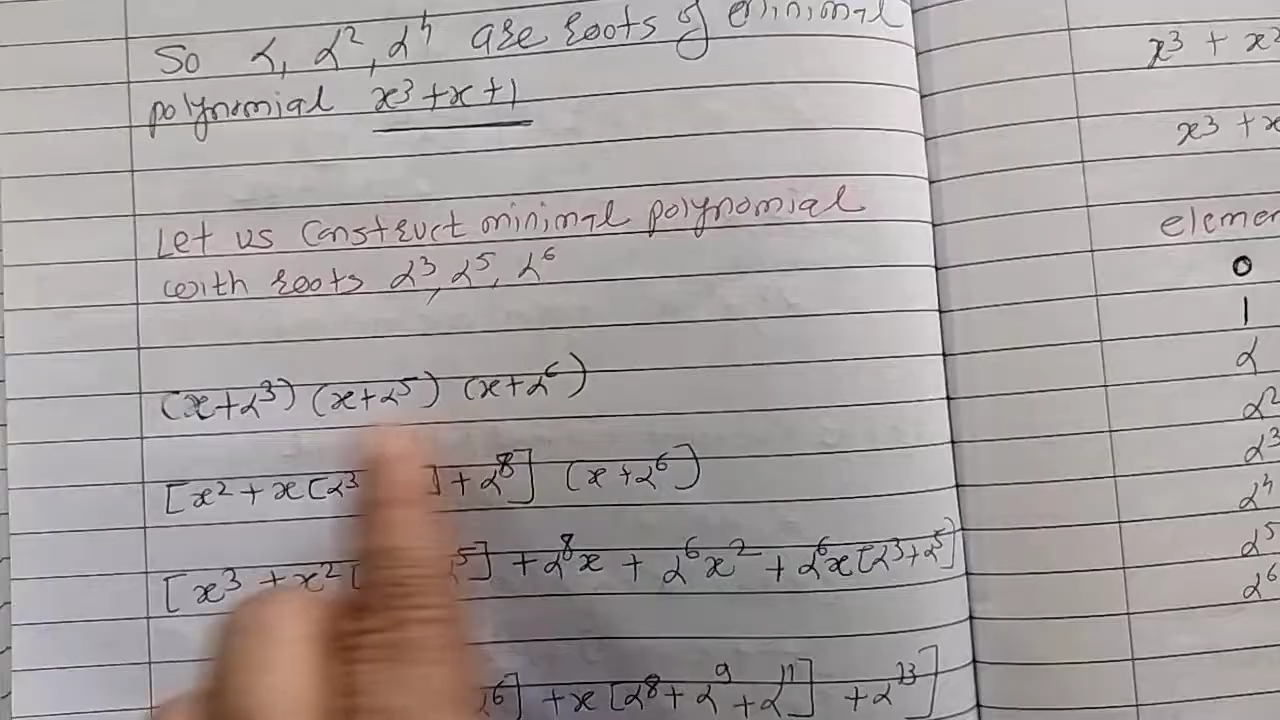 So α, α², α⁴ are roots of minimal
polynomial x³+x+1
Let us construct minimal polynomial
with roots α³, α⁵, α⁶
(x+α³) (x+α⁵) (x+α⁶)
[x² + x[α³ ] + α⁸] (x+α⁶)
[x³ + x² [ α⁵] + α⁸x + α⁶x² + α⁶x[α³+α⁵]
α⁶] + x [α⁸ + α⁹ + α¹¹] + α¹³]
x³ + x²
x³ + x
elemen
0
1
α
α²
α³
α⁴
α⁵
α⁶